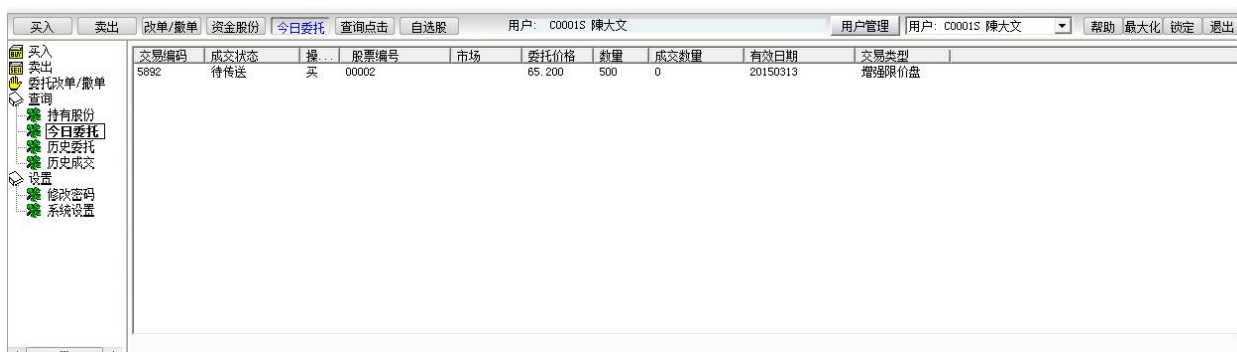 买入 卖出 改单/撤单 资金股份 今日委托 查询点击 自选股 用户: C0001S 陳大文 用户管理 用户: C0001S 陳大文 帮助 最大化 锁定 退出
买入
卖出
委托改单/撤单
查询
持有股份
今日委托
历史委托
历史成交
设置
修改密码
系统设置
交易编码 成交状态 操... 股票编号 市场 委托价格 数量 成交数量 有效日期 交易类型
5892 待传送 买 00002 65.200 500 0 20150313 增强限价盘